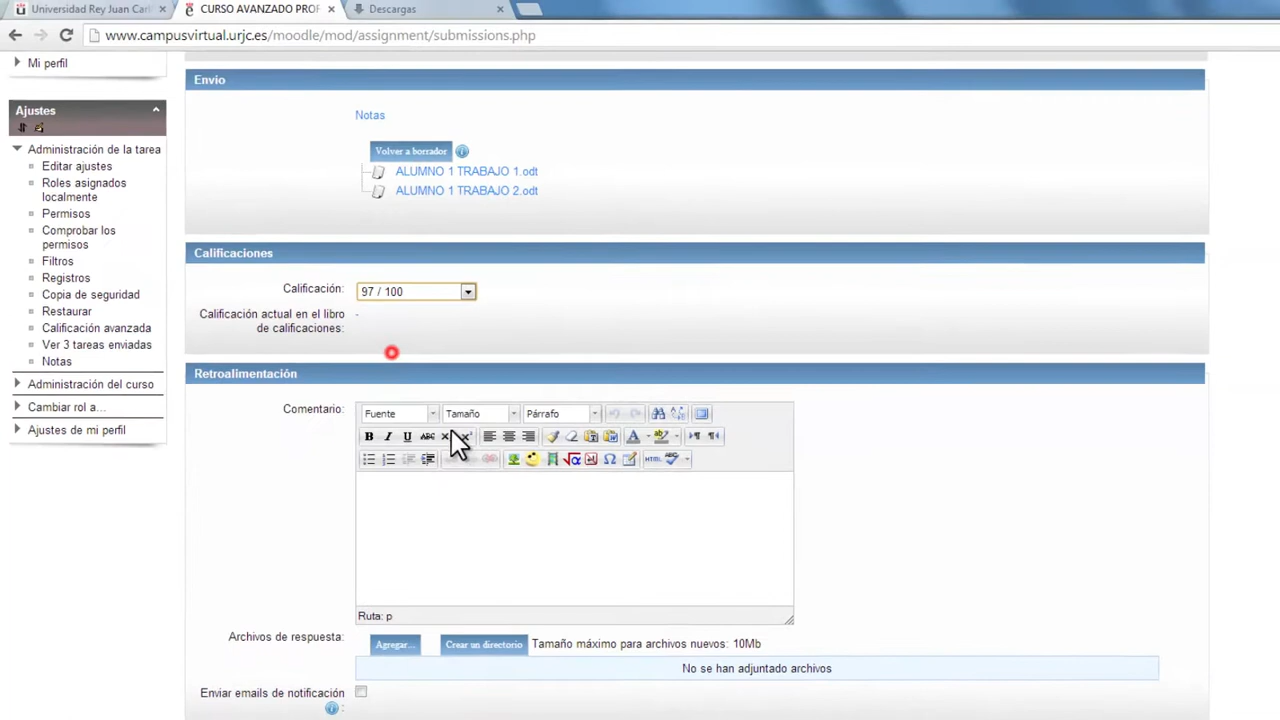 Universidad Rey Juan Carl
CURSO AVANZADO PROF
Descargas
www.campusvirtual.urjc.es/moodle/mod/assignment/submissions.php
Mi perfil
Ajustes
Administración de la tarea
Editar ajustes
Roles asignados
localmente
Permisos
Comprobar los
permisos
Filtros
Registros
Copia de seguridad
Restaurar
Calificación avanzada
Ver 3 tareas enviadas
Notas
Administración del curso
Cambiar rol a...
Ajustes de mi perfil
Envío
Notas
Volver a borrador
ALUMNO 1 TRABAJO 1.odt
ALUMNO 1 TRABAJO 2.odt
Calificaciones
Calificación: 97 / 100
Calificación actual en el libro -
de calificaciones:
Retroalimentación
Comentario:
Fuente Tamaño Párrafo
B I U ABC
HTML ABC
Ruta: p
Archivos de respuesta:
Agregar... Crear un directorio Tamaño máximo para archivos nuevos: 10Mb
No se han adjuntado archivos
Enviar emails de notificación
: